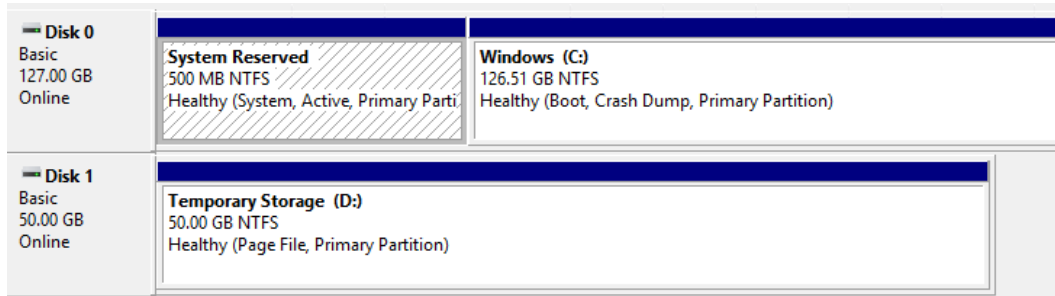 Disk 0
Basic
127.00 GB
Online
System Reserved
500 MB NTFS
Healthy (System, Active, Primary Parti
Windows (C:)
126.51 GB NTFS
Healthy (Boot, Crash Dump, Primary Partition)
Disk 1
Basic
50.00 GB
Online
Temporary Storage (D:)
50.00 GB NTFS
Healthy (Page File, Primary Partition)